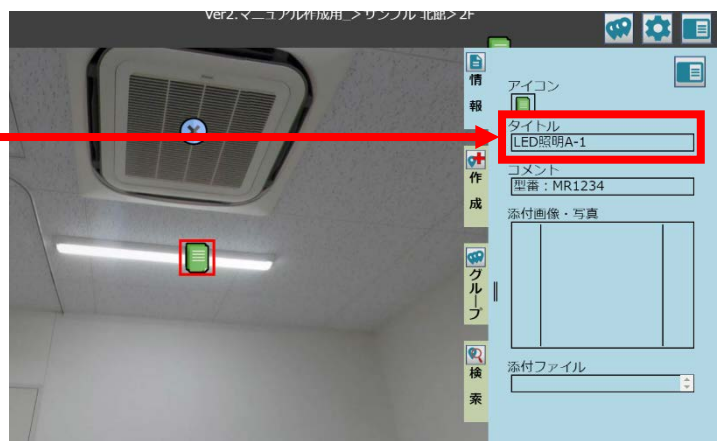 Ver2.マニュアル作成用_>サンプル 北館>2F
情報
アイコン
タイトル
LED照明A-1
作成
コメント
型番：MR1234
添付画像・写真
グループ
検索
添付ファイル